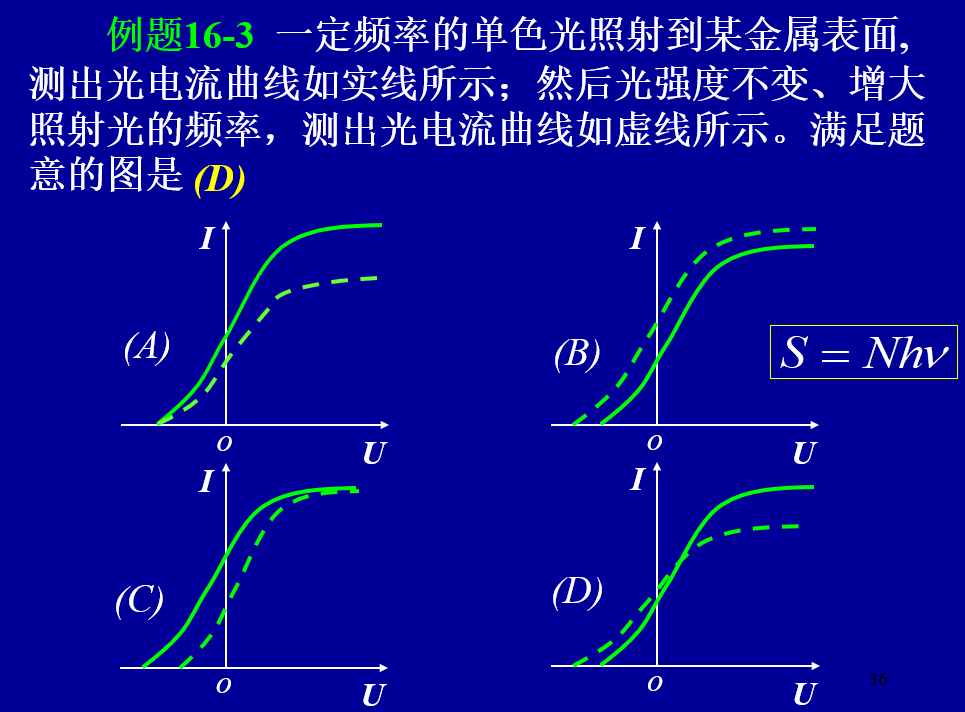 例题16-3 一定频率的单色光照射到某金属表面,
测出光电流曲线如实线所示；然后光强度不变、增大
照射光的频率，测出光电流曲线如虚线所示。满足题
意的图是 (D)
I
(A)
o
U
I
(B)
o
U
S = Nhν
I
(C)
o
U
I
(D)
o
U
36